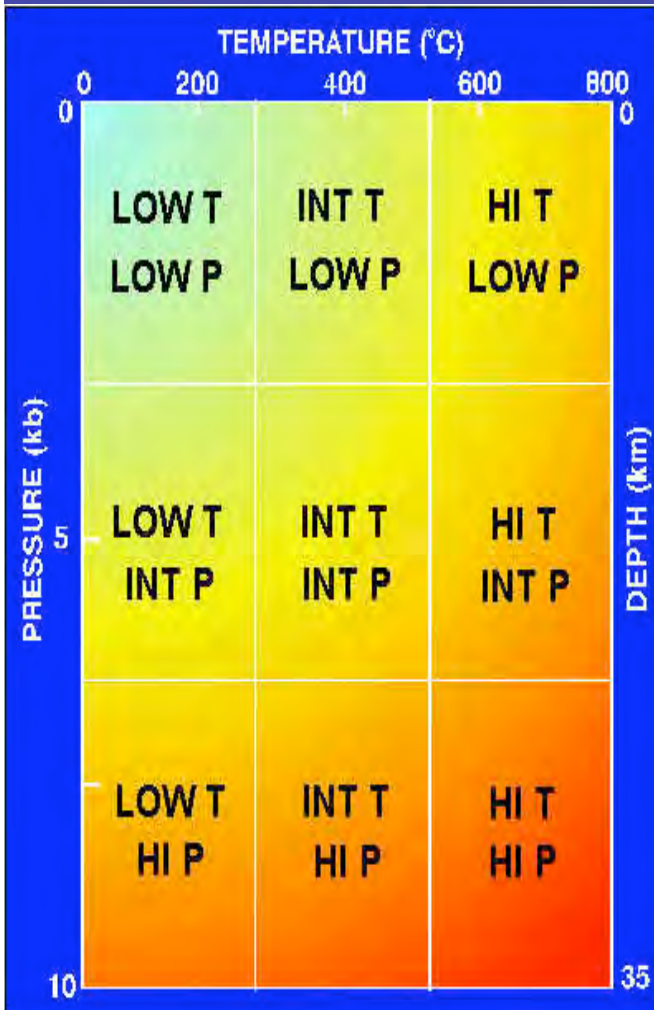 TEMPERATURE (°C)
0 200 400 600 800
0 0
LOW T INT T HI T
LOW P LOW P LOW P
PRESSURE (kb)
DEPTH (km)
LOW T INT T HI T
5
INT P INT P INT P
LOW T INT T HI T
HI P HI P HI P
10 35